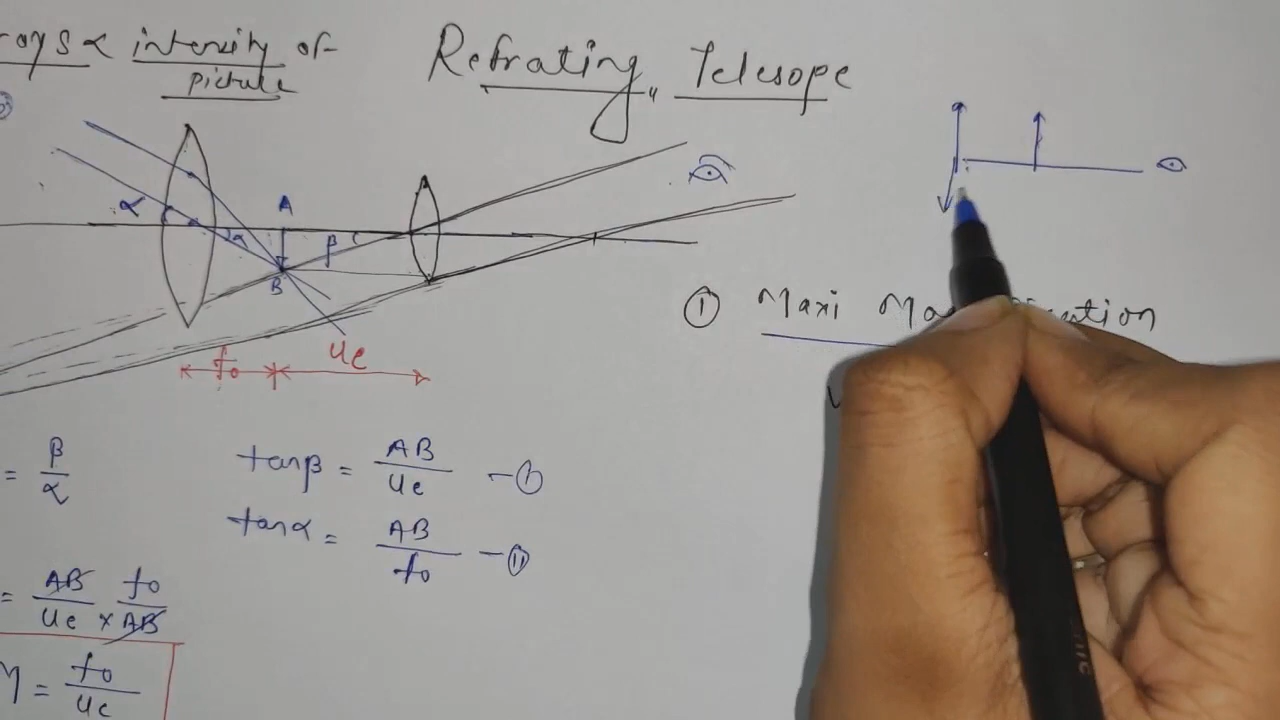 rays α intensity of
picture
Refrating Telesope
α
A
α
β
B
fo
ue
① Maxi
= β/α
tanβ = AB/ue -①
tanα = AB/fo -⑪
= AB/ue × fo/AB
M = fo/ue